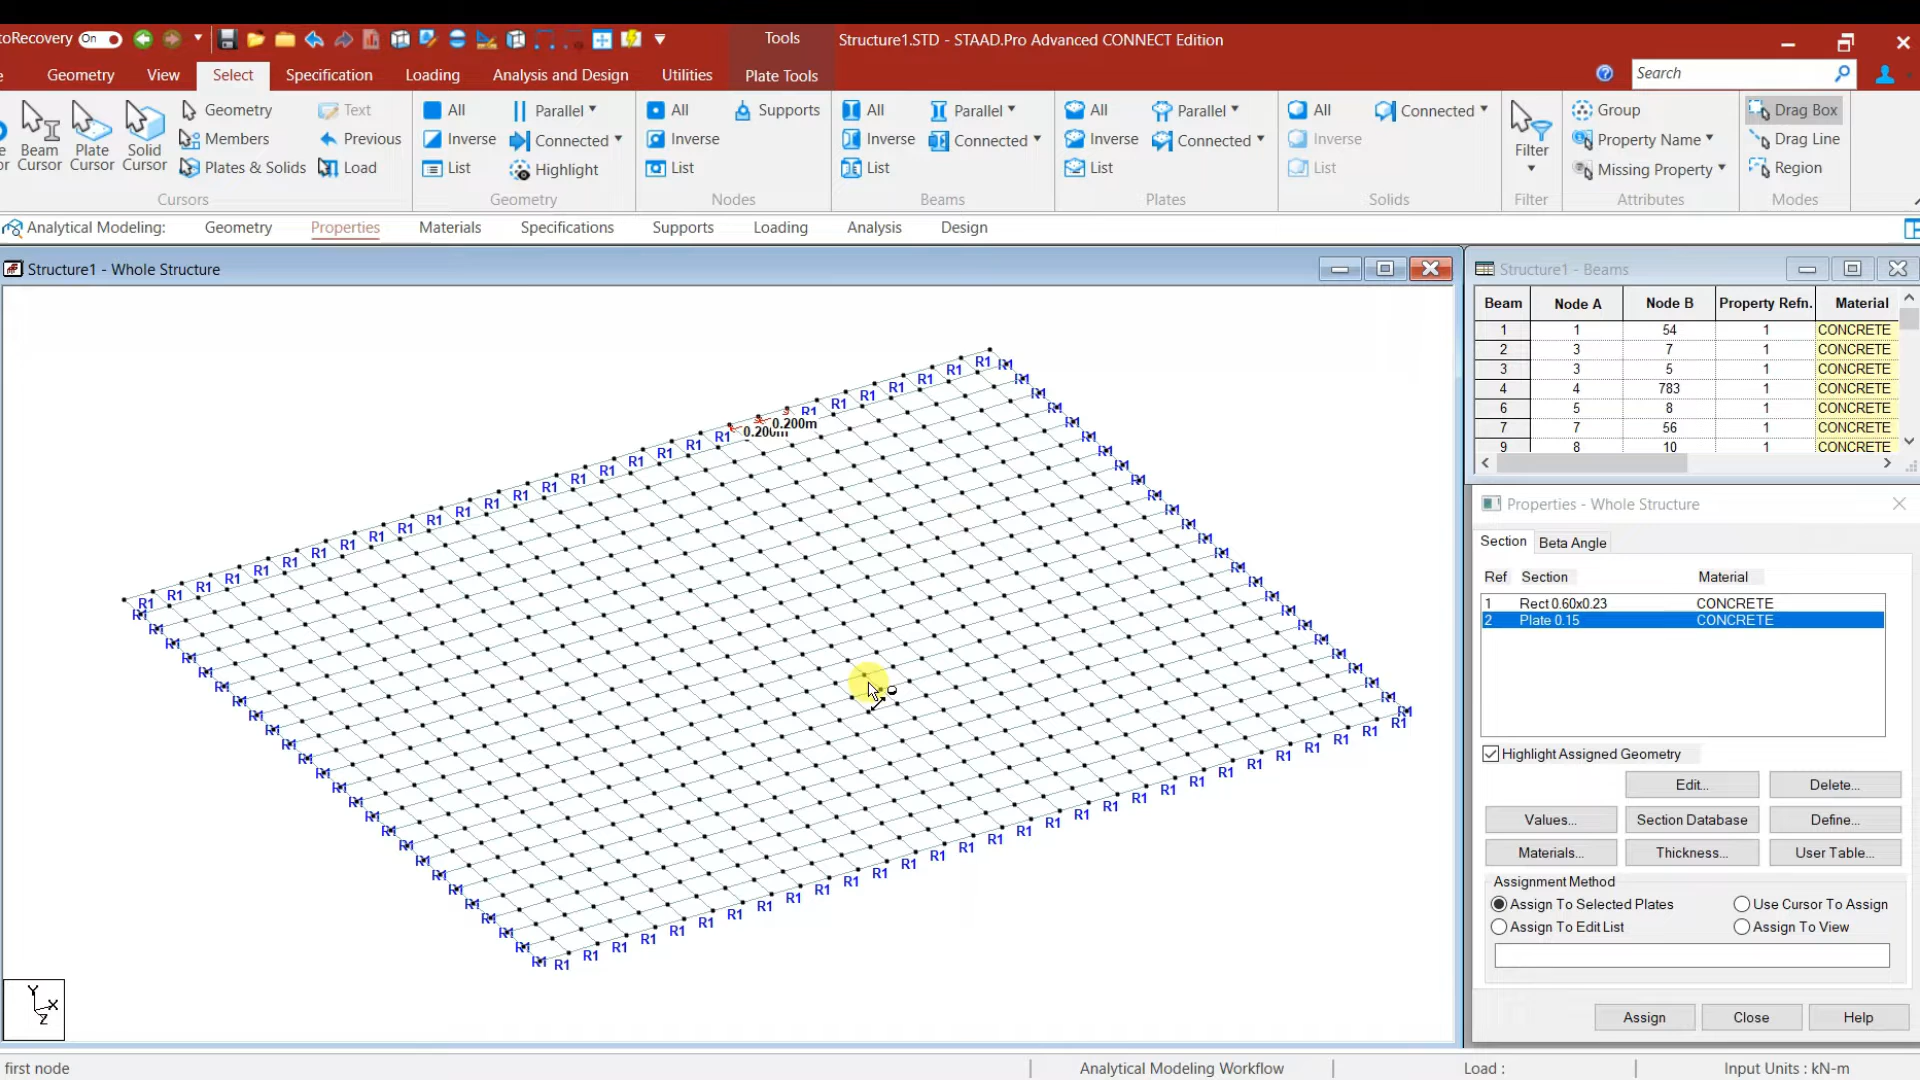 toRecovery On
Tools
Structure1.STD - STAAD.Pro Advanced CONNECT Edition
Geometry View Select Specification Loading Analysis and Design Utilities Plate Tools
Search
Beam Cursor
Plate Cursor
Solid Cursor
Geometry
Members
Plates & Solids
Text
Previous
Load
Cursors
All
Inverse
List
Parallel
Connected
Highlight
Geometry
All
Inverse
List
Supports
Nodes
All
Inverse
List
Parallel
Connected
Beams
All
Inverse
List
Parallel
Connected
Plates
All
Inverse
List
Connected
Solids
Filter
Filter
Group
Property Name
Missing Property
Attributes
Drag Box
Drag Line
Region
Modes
Analytical Modeling: Geometry Properties Materials Specifications Supports Loading Analysis Design
Structure1 - Whole Structure
0.200m
0.200m
R1
Y
X
Z
Structure1 - Beams
Beam Node A Node B Property Refn. Material
1 1 54 1 CONCRETE
2 3 7 1 CONCRETE
3 3 5 1 CONCRETE
4 4 783 1 CONCRETE
6 5 8 1 CONCRETE
7 7 56 1 CONCRETE
9 8 10 1 CONCRETE
Properties - Whole Structure
Section Beta Angle
Ref Section Material
1 Rect 0.60x0.23 CONCRETE
2 Plate 0.15 CONCRETE
Highlight Assigned Geometry
Edit... Delete...
Values... Section Database Define...
Materials... Thickness... User Table...
Assignment Method
Assign To Selected Plates Use Cursor To Assign
Assign To Edit List Assign To View
Assign Close Help
first node
Analytical Modeling Workflow
Load :
Input Units : kN-m